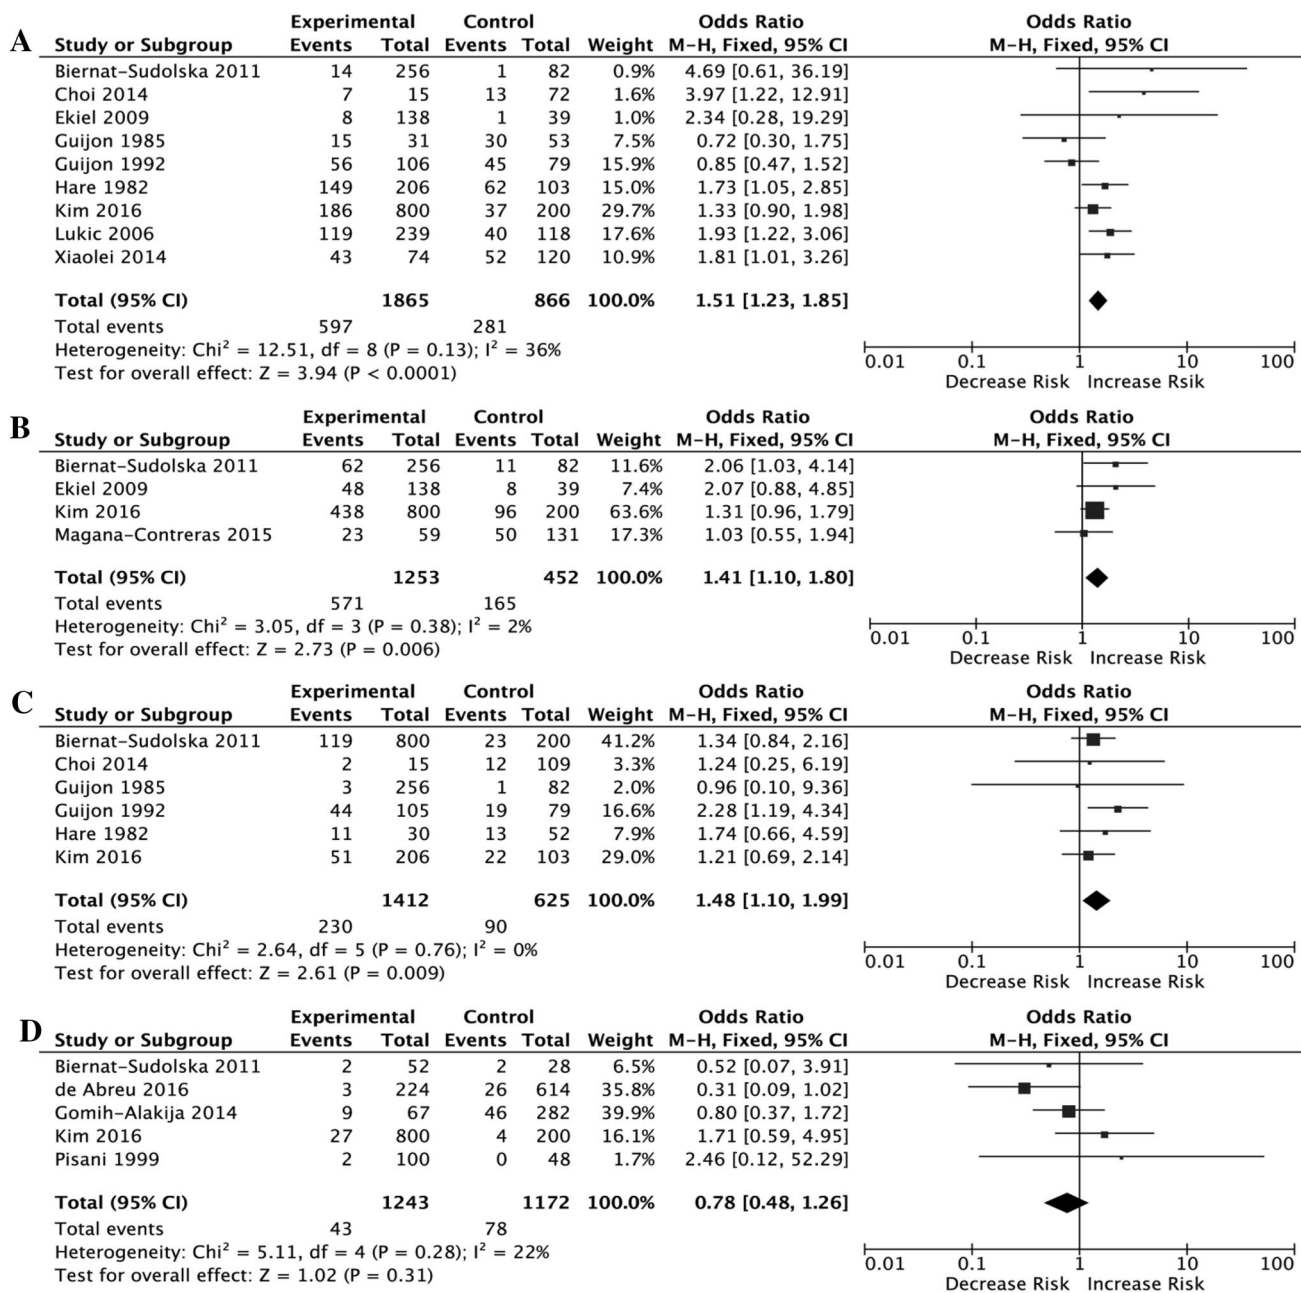 A
Experimental Control Odds Ratio Odds Ratio
Study or Subgroup Events Total Events Total Weight M-H, Fixed, 95% CI M-H, Fixed, 95% CI
Biernat-Sudolska 2011 14 256 1 82 0.9% 4.69 [0.61, 36.19]
Choi 2014 7 15 13 72 1.6% 3.97 [1.22, 12.91]
Ekiel 2009 8 138 1 39 1.0% 2.34 [0.28, 19.29]
Guijon 1985 15 31 30 53 7.5% 0.72 [0.30, 1.75]
Guijon 1992 56 106 45 79 15.9% 0.85 [0.47, 1.52]
Hare 1982 149 206 62 103 15.0% 1.73 [1.05, 2.85]
Kim 2016 186 800 37 200 29.7% 1.33 [0.90, 1.98]
Lukic 2006 119 239 40 118 17.6% 1.93 [1.22, 3.06]
Xiaolei 2014 43 74 52 120 10.9% 1.81 [1.01, 3.26]
Total (95% CI) 1865 866 100.0% 1.51 [1.23, 1.85]
Total events 597 281
Heterogeneity: Chi² = 12.51, df = 8 (P = 0.13); I² = 36%
Test for overall effect: Z = 3.94 (P < 0.0001)
0.01 0.1 1 10 100
Decrease Risk Increase Rsik
B
Experimental Control Odds Ratio Odds Ratio
Study or Subgroup Events Total Events Total Weight M-H, Fixed, 95% CI M-H, Fixed, 95% CI
Biernat-Sudolska 2011 62 256 11 82 11.6% 2.06 [1.03, 4.14]
Ekiel 2009 48 138 8 39 7.4% 2.07 [0.88, 4.85]
Kim 2016 438 800 96 200 63.6% 1.31 [0.96, 1.79]
Magana-Contreras 2015 23 59 50 131 17.3% 1.03 [0.55, 1.94]
Total (95% CI) 1253 452 100.0% 1.41 [1.10, 1.80]
Total events 571 165
Heterogeneity: Chi² = 3.05, df = 3 (P = 0.38); I² = 2%
Test for overall effect: Z = 2.73 (P = 0.006)
0.01 0.1 1 10 100
Decrease Risk Increase Risk
C
Experimental Control Odds Ratio Odds Ratio
Study or Subgroup Events Total Events Total Weight M-H, Fixed, 95% CI M-H, Fixed, 95% CI
Biernat-Sudolska 2011 119 800 23 200 41.2% 1.34 [0.84, 2.16]
Choi 2014 2 15 12 109 3.3% 1.24 [0.25, 6.19]
Guijon 1985 3 256 1 82 2.0% 0.96 [0.10, 9.36]
Guijon 1992 44 105 19 79 16.6% 2.28 [1.19, 4.34]
Hare 1982 11 30 13 52 7.9% 1.74 [0.66, 4.59]
Kim 2016 51 206 22 103 29.0% 1.21 [0.69, 2.14]
Total (95% CI) 1412 625 100.0% 1.48 [1.10, 1.99]
Total events 230 90
Heterogeneity: Chi² = 2.64, df = 5 (P = 0.76); I² = 0%
Test for overall effect: Z = 2.61 (P = 0.009)
0.01 0.1 1 10 100
Decrease Risk Increase Risk
D
Experimental Control Odds Ratio Odds Ratio
Study or Subgroup Events Total Events Total Weight M-H, Fixed, 95% CI M-H, Fixed, 95% CI
Biernat-Sudolska 2011 2 52 2 28 6.5% 0.52 [0.07, 3.91]
de Abreu 2016 3 224 26 614 35.8% 0.31 [0.09, 1.02]
Gomih-Alakija 2014 9 67 46 282 39.9% 0.80 [0.37, 1.72]
Kim 2016 27 800 4 200 16.1% 1.71 [0.59, 4.95]
Pisani 1999 2 100 0 48 1.7% 2.46 [0.12, 52.29]
Total (95% CI) 1243 1172 100.0% 0.78 [0.48, 1.26]
Total events 43 78
Heterogeneity: Chi² = 5.11, df = 4 (P = 0.28); I² = 22%
Test for overall effect: Z = 1.02 (P = 0.31)
0.01 0.1 1 10 100
Decrease Risk Increase Risk